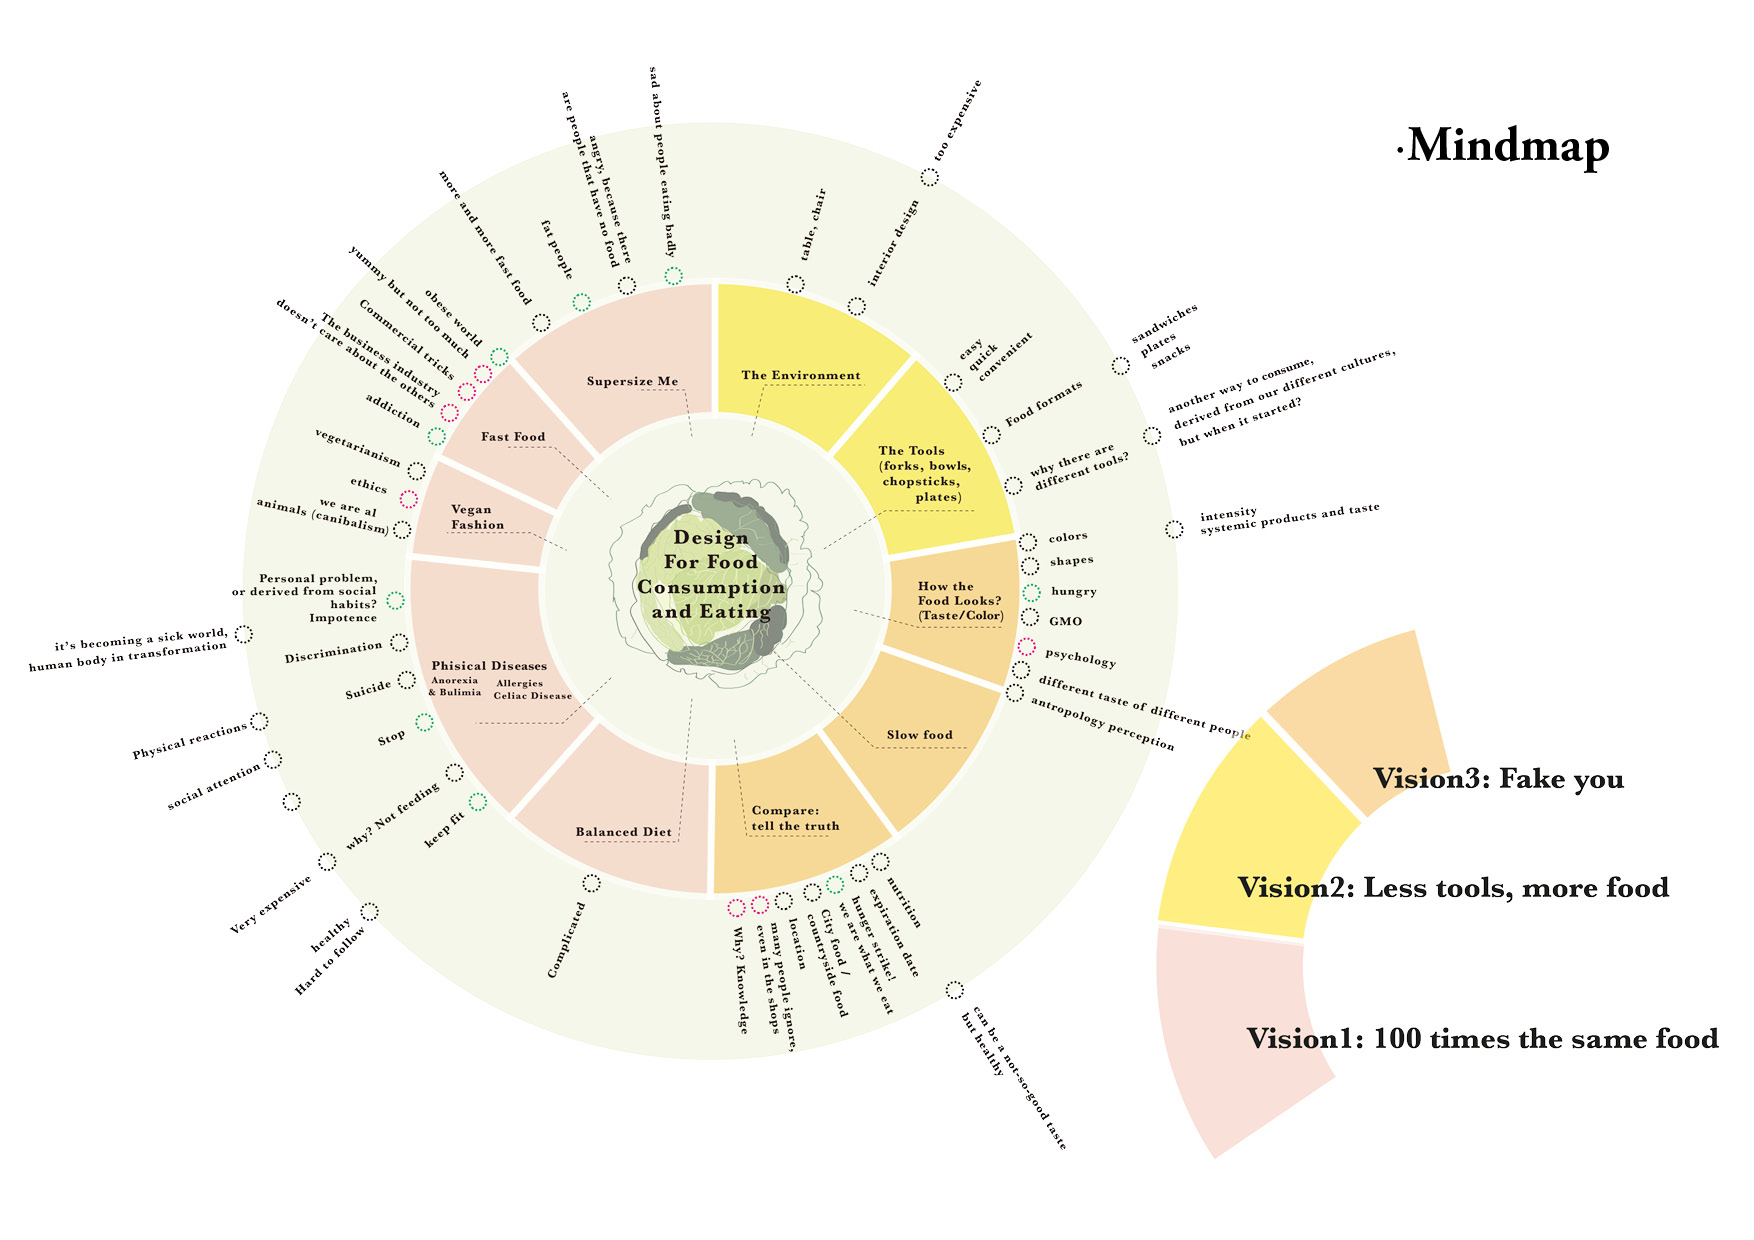 ·Mindmap
Design
For Food
Consumption
and Eating
The Environment
table, chair
interior design
too expensive
The Tools
(forks, bowls,
chopsticks,
plates)
easy
quick
convenient
Food formats
sandwiches
plates
snacks
why there are
different tools?
another way to consume,
derived from our different cultures,
but when it started?
How the
Food Looks?
(Taste/Color)
colors
intensity
systemic products and taste
shapes
hungry
GMO
psychology
different taste of different people
antropology perception
Slow food
Compare:
tell the truth
nutrition
expiration date
can be a not-so-good taste
but healthy
hunger strike!
we are what we eat
City food /
countryside food
location
many people ignore,
even in the shops
Why? Knowledge
Balanced Diet
Complicated
keep fit
healthy
Hard to follow
why? Not feeding
Very expensive
Phisical Diseases
Anorexia
& Bulimia
Allergies
Celiac Disease
Stop
Suicide
social attention
Physical reactions
Discrimination
Personal problem,
or derived from social
habits?
Impotence
it's becoming a sick world,
human body in transformation
Vegan
Fashion
we are al
animals (canibalism)
ethics
vegetarianism
Fast Food
addiction
The business industry
doesn't care about the others
Commercial tricks
yummy but not too much
obese world
Supersize Me
more and more fast food
fat people
angry, because there
are people that have no food
sad about people eating badly
Vision3: Fake you
Vision2: Less tools, more food
Vision1: 100 times the same food